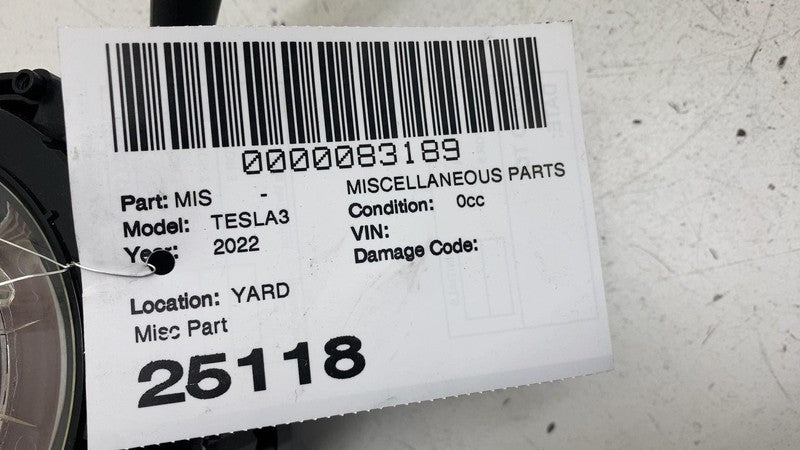 0000083189
Part: MIS - MISCELLANEOUS PARTS
Model: TESLA3 Condition: 0cc
Year: 2022 VIN:
Damage Code:
Location: YARD
Misc Part
25118